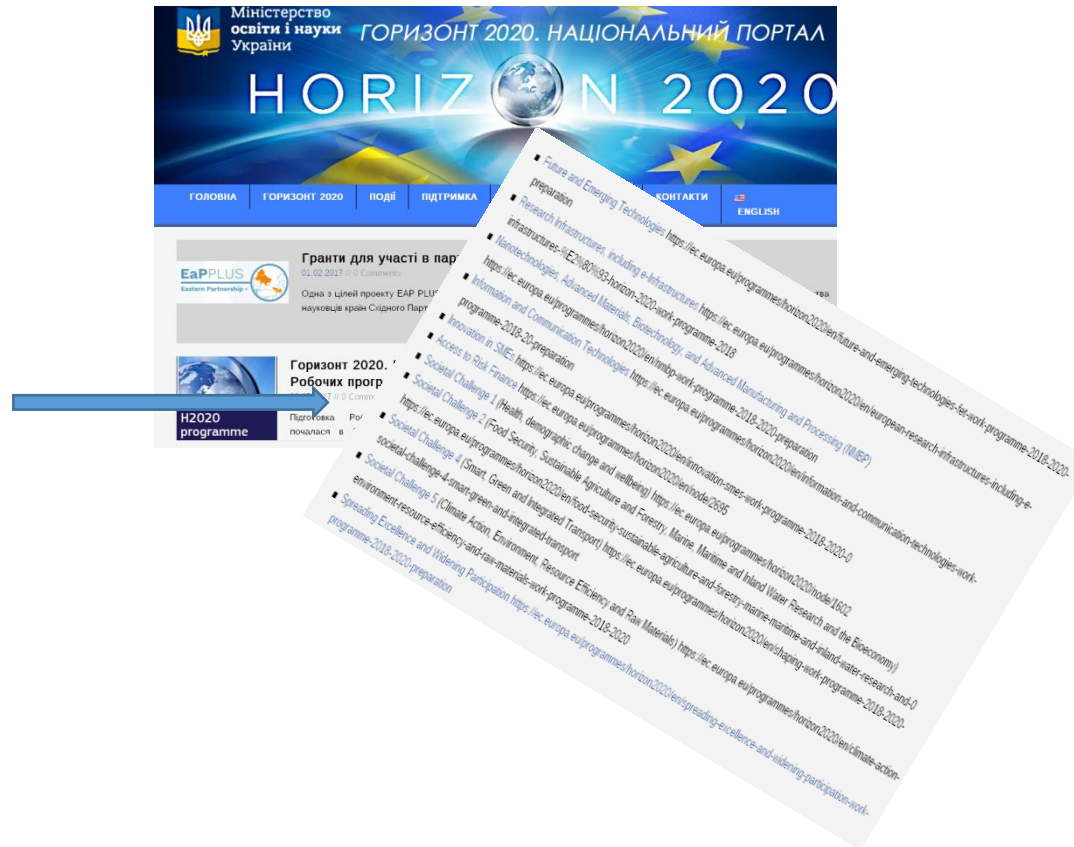 Міністерство
освіти і науки
України
ГОРИЗОНТ 2020. НАЦІОНАЛЬНИЙ ПОРТАЛ
HORIZON 2020
ГОЛОВНА
ГОРИЗОНТ 2020
ПОДІЇ
ПІДТРИМКА
КОНТАКТИ
ENGLISH
EaPPLUS
Eastern Partnership +
Гранти для участі в пар
01.02.2017 // 0 Comments
Одна з цілей проекту EAP PLUS
науковців країн Східного Парт
Горизонт 2020.
Робочих прогр
2017 // 0 Comme
H2020
programme
Підготовка
почалася в
Future and Emerging Technologies https://ec.europa.eu/programmes/horizon2020/en/future-and-emerging-technologies-fet-work-programme-2018-2020-
preparation
Research Infrastructures, including e-Infrastructures https://ec.europa.eu/programmes/horizon2020/en/european-research-infrastructures-including-e-
infrastructures-%E2%80%93-horizon-2020-work-programme-2018
Nanotechnologies, Advanced Materials, Biotechnology, and Advanced Manufacturing and Processing (NMBP)
https://ec.europa.eu/programmes/horizon2020/en/nmbp-work-programme-2018-2020-preparation
Information and Communication Technologies https://ec.europa.eu/programmes/horizon2020/en/information-and-communication-technologies-work-
programme-2018-20-preparation
Innovation in SMEs https://ec.europa.eu/programmes/horizon2020/en/innovation-smes-work-programme-2018-2020-0
Access to Risk Finance https://ec.europa.eu/programmes/horizon2020/en/node/2695
Societal Challenge 1 (Health, demographic change and wellbeing) https://ec.europa.eu/programmes/horizon2020/node/1602
Societal Challenge 2 (Food Security, Sustainable Agriculture and Forestry, Marine, Maritime and Inland Water Research and the Bioeconomy)
https://ec.europa.eu/programmes/horizon2020/en/food-security-sustainable-agriculture-and-forestry-marine-maritime-and-inland-water-research-and-0
Societal Challenge 4 (Smart, Green and Integrated Transport) https://ec.europa.eu/programmes/horizon2020/en/shaping-work-programme-2018-2020-
societal-challenge-4-smart-green-and-integrated-transport
Societal Challenge 5 (Climate Action, Environment, Resource Efficiency and Raw Materials) https://ec.europa.eu/programmes/horizon2020/en/climate-action-
environment-resource-efficiency-and-raw-materials-work-programme-2018-2020
Spreading Excellence and Widening Participation https://ec.europa.eu/programmes/horizon2020/en/spreading-excellence-and-widening-participation-work-
programme-2018-2020-preparation